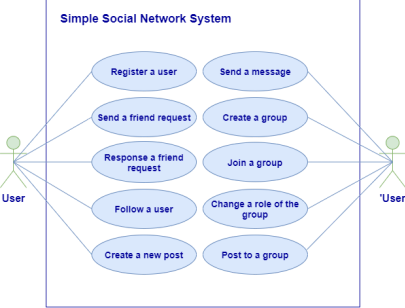 Simple Social Network System
Register a user
Send a message
Send a friend request
Create a group
Response a friend
request
Join a group
Follow a user
Change a role of the
group
Create a new post
Post to a group
User
'User